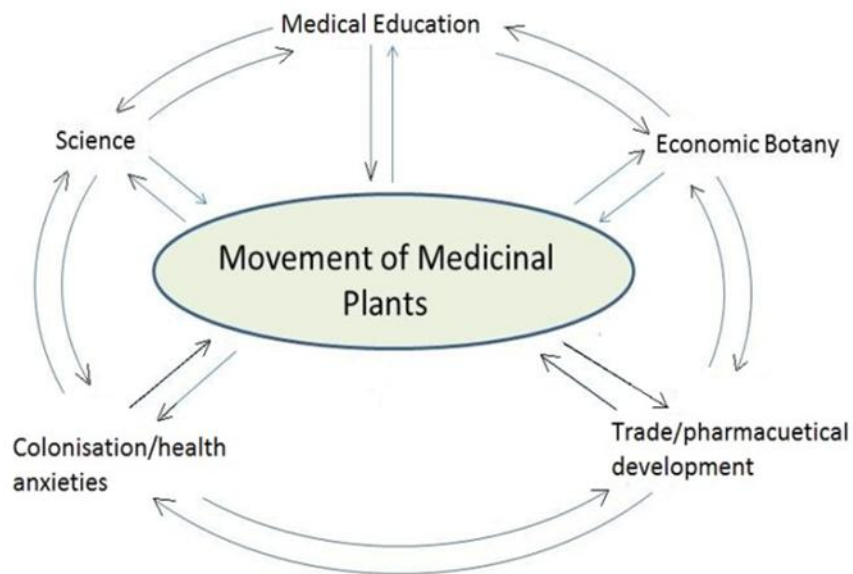 Medical Education
Science
Economic Botany
Movement of Medicinal
Plants
Colonisation/health
anxieties
Trade/pharmacuetical
development